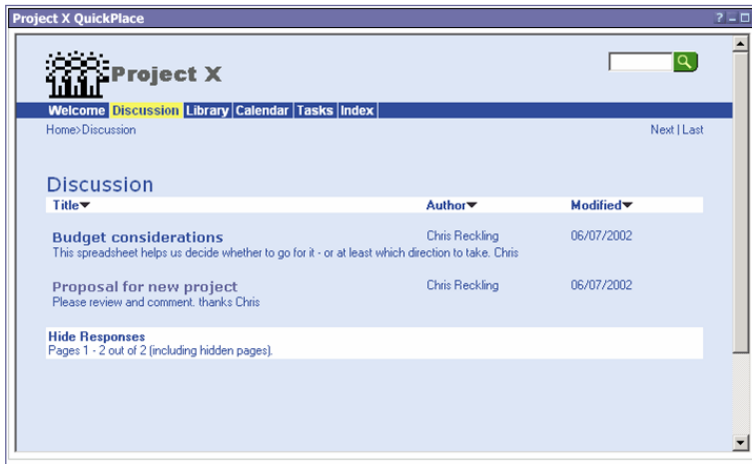 Project X QuickPlace
Project X
Welcome Discussion Library Calendar Tasks Index
Home>Discussion Next | Last
Discussion
Title Author Modified
Budget considerations Chris Reckling 06/07/2002
This spreadsheet helps us decide whether to go for it - or at least which direction to take. Chris
Proposal for new project Chris Reckling 06/07/2002
Please review and comment. thanks Chris
Hide Responses
Pages 1 - 2 out of 2 (including hidden pages).